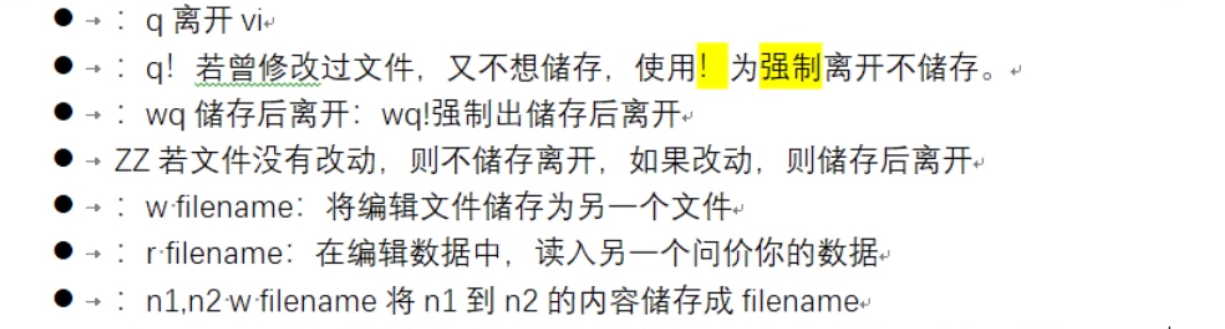 ● ：q 离开 vi
● ：q！若曾修改过文件，又不想储存，使用！为强制离开不储存。
● ：wq 储存后离开：wq!强制出储存后离开
● ZZ 若文件没有改动，则不储存离开，如果改动，则储存后离开
● ：w filename：将编辑文件储存为另一个文件
● ：r filename：在编辑数据中，读入另一个问价你的数据
● ：n1,n2 w filename 将 n1 到 n2 的内容储存成 filename